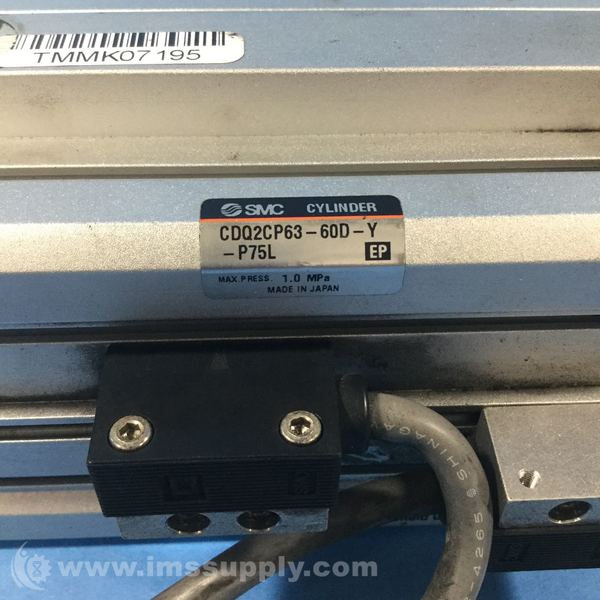 TMMK07195
SMC CYLINDER
CDQ2CP63-60D-Y
-P75L EP
MAX.PRESS. 1.0 MPa
MADE IN JAPAN
-4265 SHINAGA
www.imssupply.com